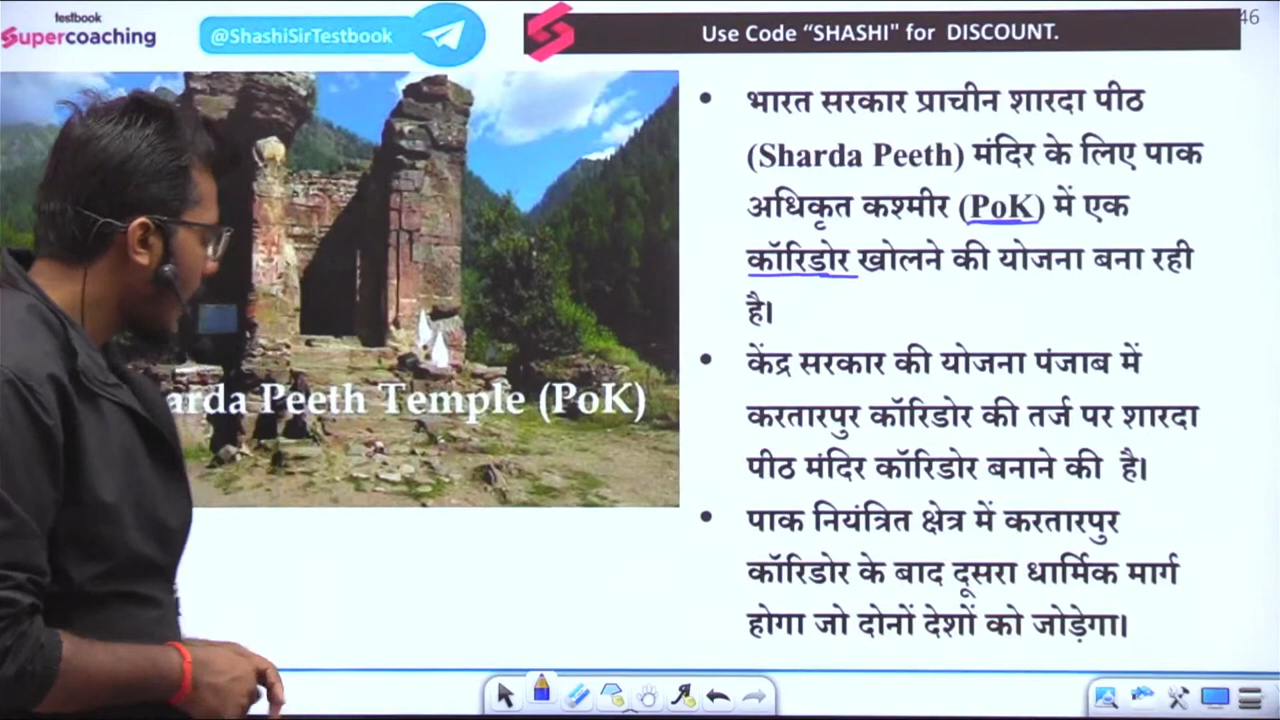 testbook
Supercoaching
@ShashiSirTestbook
Use Code “SHASHI" for DISCOUNT.
46
• भारत सरकार प्राचीन शारदा पीठ
(Sharda Peeth) मंदिर के लिए पाक
अधिकृत कश्मीर (PoK) में एक
कॉरिडोर खोलने की योजना बना रही
है।
• केंद्र सरकार की योजना पंजाब में
करतारपुर कॉरिडोर की तर्ज पर शारदा
पीठ मंदिर कॉरिडोर बनाने की है।
• पाक नियंत्रित क्षेत्र में करतारपुर
कॉरिडोर के बाद दूसरा धार्मिक मार्ग
होगा जो दोनों देशों को जोड़ेगा।
arda Peeth Temple (PoK)